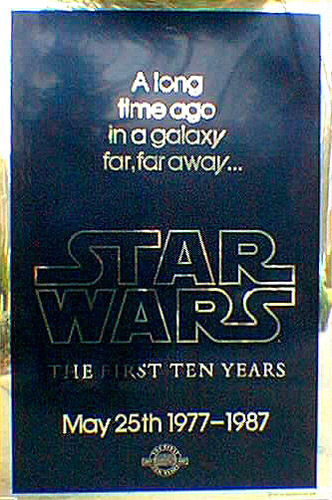 A long
time ago
in a galaxy
far, far away...
STAR
WARS
THE FIRST TEN YEARS
May 25th 1977–1987